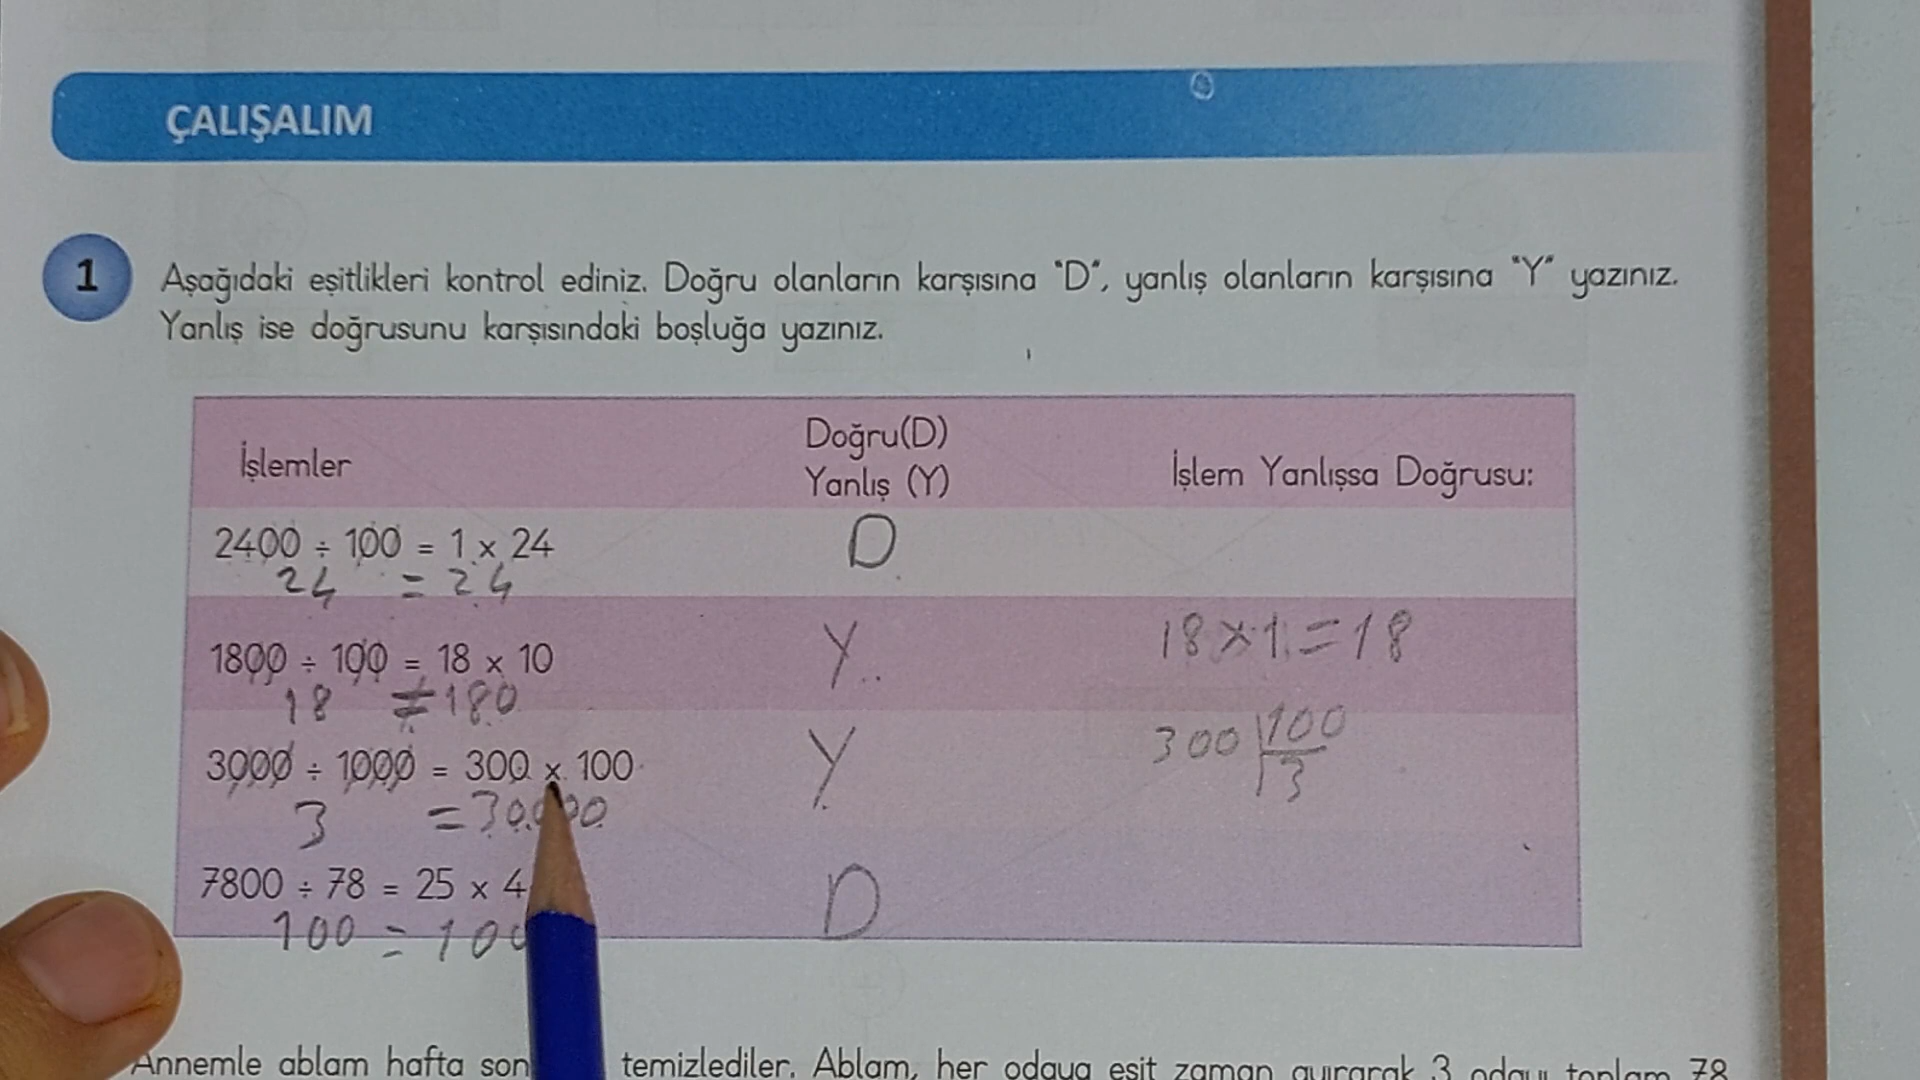 ÇALIŞALIM
1
Aşağıdaki eşitlikleri kontrol ediniz. Doğru olanların karşısına "D", yanlış olanların karşısına "Y" yazınız.
Yanlış ise doğrusunu karşısındaki boşluğa yazınız.
İşlemler
Doğru(D)
Yanlış (Y)
İşlem Yanlışsa Doğrusu:
2400 ÷ 100 = 1 x 24
D
24 = 24
1800 ÷ 100 = 18 x 10
Y
18 x 1 = 18
18 ≠ 180
3000 ÷ 1000 = 300 x 100
Y
300 100
3
3 =
7800 ÷ 78 = 25 x 4
D
100 =
Annemle ablam hafta temizlediler. Ablam, her odaya eşit zaman ayırarak 3 odayı toplam 78